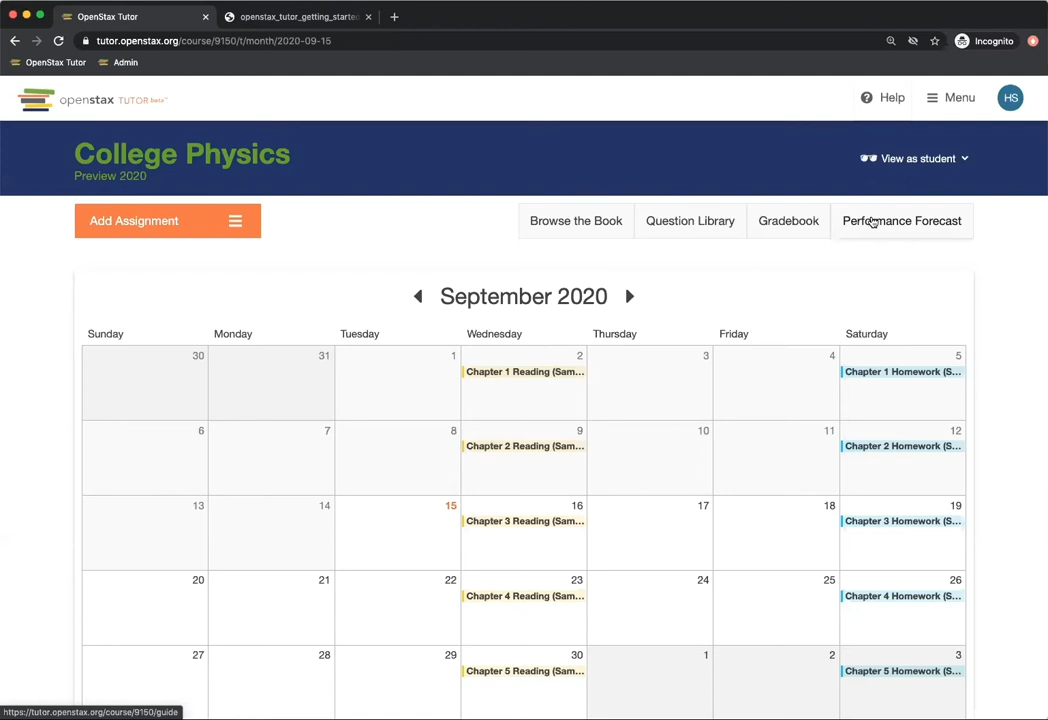 OpenStax Tutor
openstax_tutor_getting_started
tutor.openstax.org/course/9150/t/month/2020-09-15
Incognito
OpenStax Tutor
Admin
openstax TUTOR beta
Help
Menu
HS
College Physics
Preview 2020
View as student
Add Assignment
Browse the Book
Question Library
Gradebook
Performance Forecast
September 2020
Sunday Monday Tuesday Wednesday Thursday Friday Saturday
30 31 1 2 3 4 5
Chapter 1 Reading (Sam... Chapter 1 Homework (S...
6 7 8 9 10 11 12
Chapter 2 Reading (Sam... Chapter 2 Homework (S...
13 14 15 16 17 18 19
Chapter 3 Reading (Sam... Chapter 3 Homework (S...
20 21 22 23 24 25 26
Chapter 4 Reading (Sam... Chapter 4 Homework (S...
27 28 29 30 1 2 3
Chapter 5 Reading (Sam... Chapter 5 Homework (S...
https://tutor.openstax.org/course/9150/guide